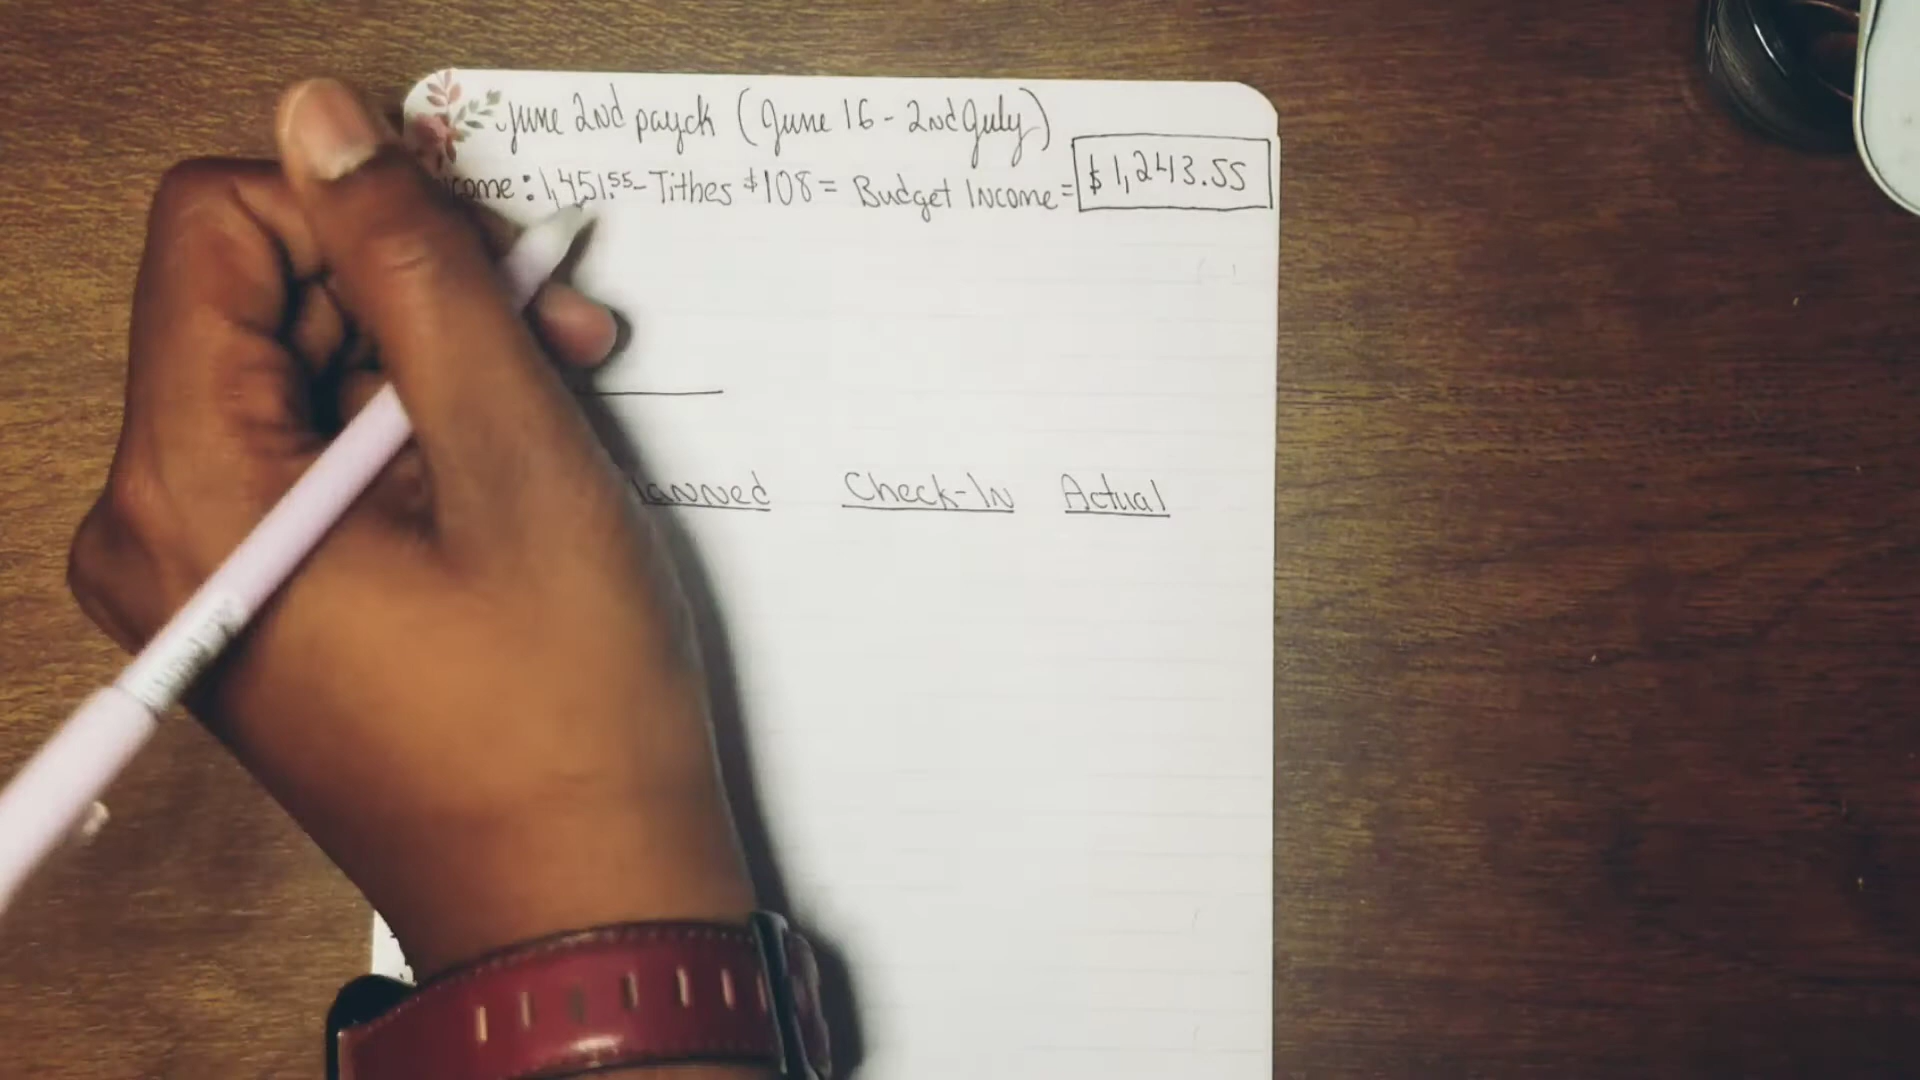 June 2nd payck (June 16 - 2nd July)
come: 1,451.55 - Tithes $108 = Budget Income = $1,243.55
lanned Check-In Actual